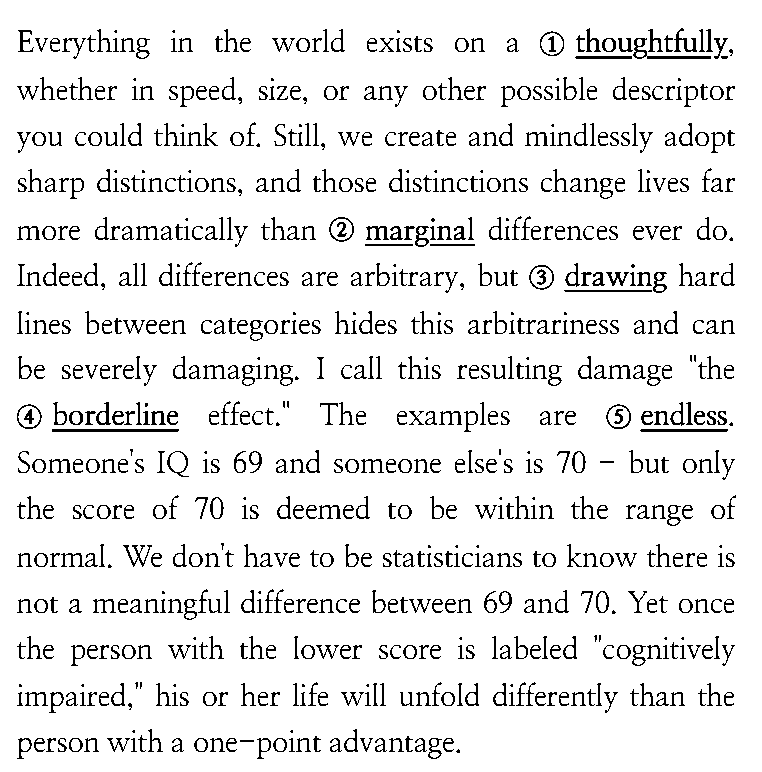 Everything in the world exists on a ① thoughtfully,
whether in speed, size, or any other possible descriptor
you could think of. Still, we create and mindlessly adopt
sharp distinctions, and those distinctions change lives far
more dramatically than ② marginal differences ever do.
Indeed, all differences are arbitrary, but ③ drawing hard
lines between categories hides this arbitrariness and can
be severely damaging. I call this resulting damage "the
④ borderline effect." The examples are ⑤ endless.
Someone's IQ is 69 and someone else's is 70 - but only
the score of 70 is deemed to be within the range of
normal. We don't have to be statisticians to know there is
not a meaningful difference between 69 and 70. Yet once
the person with the lower score is labeled "cognitively
impaired," his or her life will unfold differently than the
person with a one-point advantage.